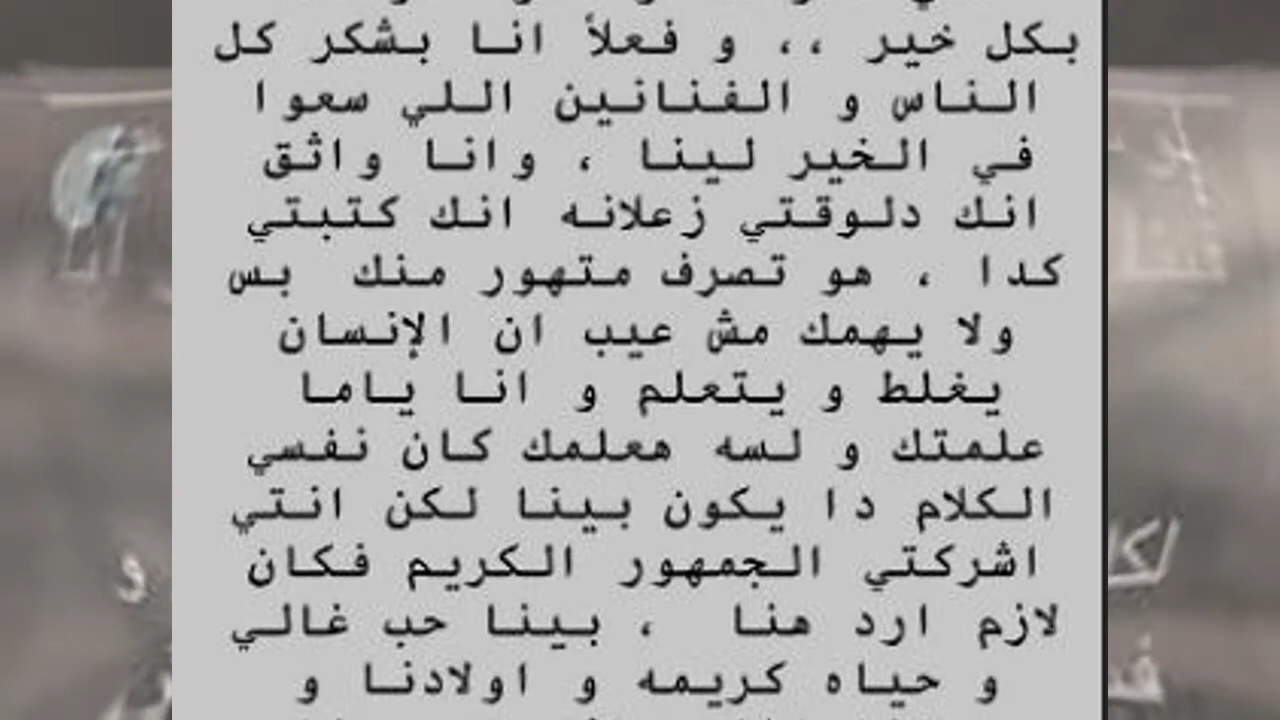 بكل خير ،، و فعلاً انا بشكر كل
الناس و الفنانين اللي سعوا
في الخير لينا ، وانا واثق
انك دلوقتي زعلانه انك كتبتي
كدا ، هو تصرف متهور منك بس
ولا يهمك مش عيب ان الإنسان
يغلط و يتعلم و انا ياما
علمتك و لسه هعلمك كان نفسي
الكلام دا يكون بينا لكن انتي
اشركتي الجمهور الكريم فكان
لازم ارد هنا ، بينا حب غالي
و حياه كريمه و اولادنا و